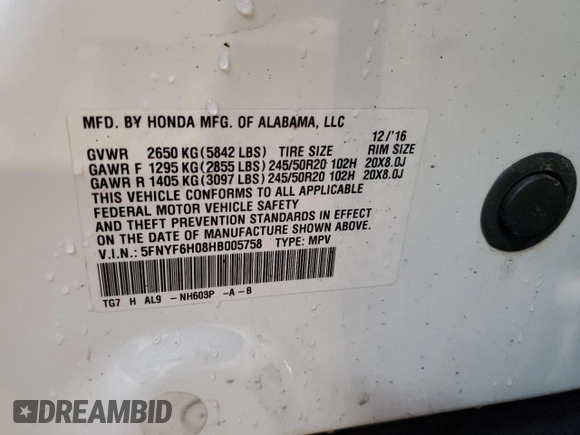 MFD. BY HONDA MFG. OF ALABAMA, LLC
12/'16
GVWR 2650 KG(5842 LBS) TIRE SIZE RIM SIZE
GAWR F 1295 KG(2855 LBS)245/50R20 102H 20X8.0J
GAWR R 1405 KG(3097 LBS)245/50R20 102H 20X8.0J
THIS VEHICLE CONFORMS TO ALL APPLICABLE
FEDERAL MOTOR VEHICLE SAFETY
AND THEFT PREVENTION STANDARDS IN EFFECT
ON THE DATE OF MANUFACTURE SHOWN ABOVE.
V.I.N.: 5FNYF6H08HB005758 TYPE: MPV
TG7 H AL9 -NH603P -A-B
DREAMBID